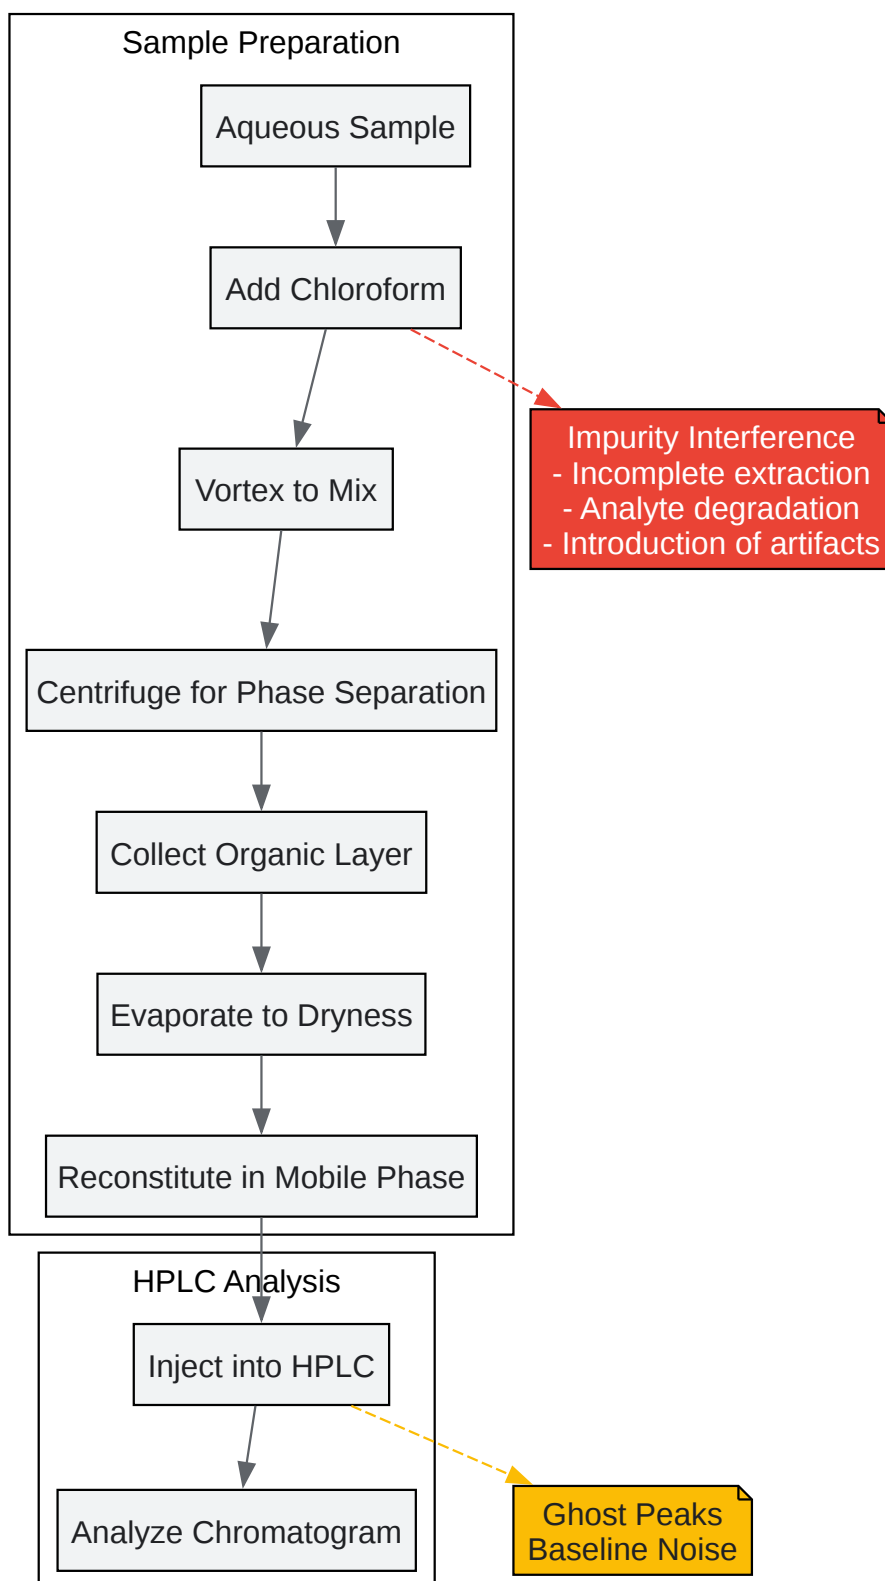 Sample Preparation
Aqueous Sample
Add Chloroform
Impurity Interference
- Incomplete extraction
- Analyte degradation
- Introduction of artifacts
Vortex to Mix
Centrifuge for Phase Separation
Collect Organic Layer
Evaporate to Dryness
Reconstitute in Mobile Phase
HPLC Analysis
Inject into HPLC
Ghost Peaks
Baseline Noise
Analyze Chromatogram